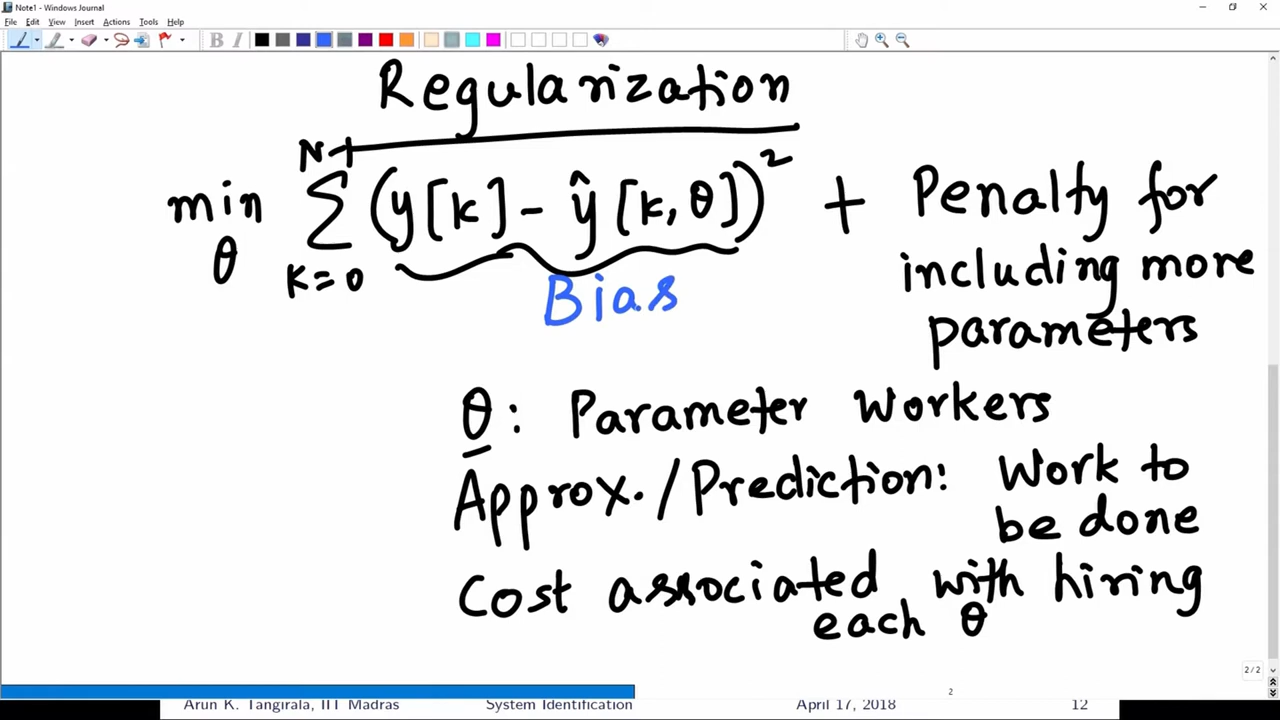 Note1 - Windows Journal
File Edit View Insert Actions Tools Help
B I
Regularization
min θ N-1 Σ k=0 (y[k] - ŷ[k, θ])² + Penalty for
including more
parameters
Bias
θ: Parameter Workers
Approx./Prediction: Work to
be done
Cost associated with hiring
each θ
2/2
2
Arun K. Tangirala, IIT Madras System Identification April 17, 2018 12